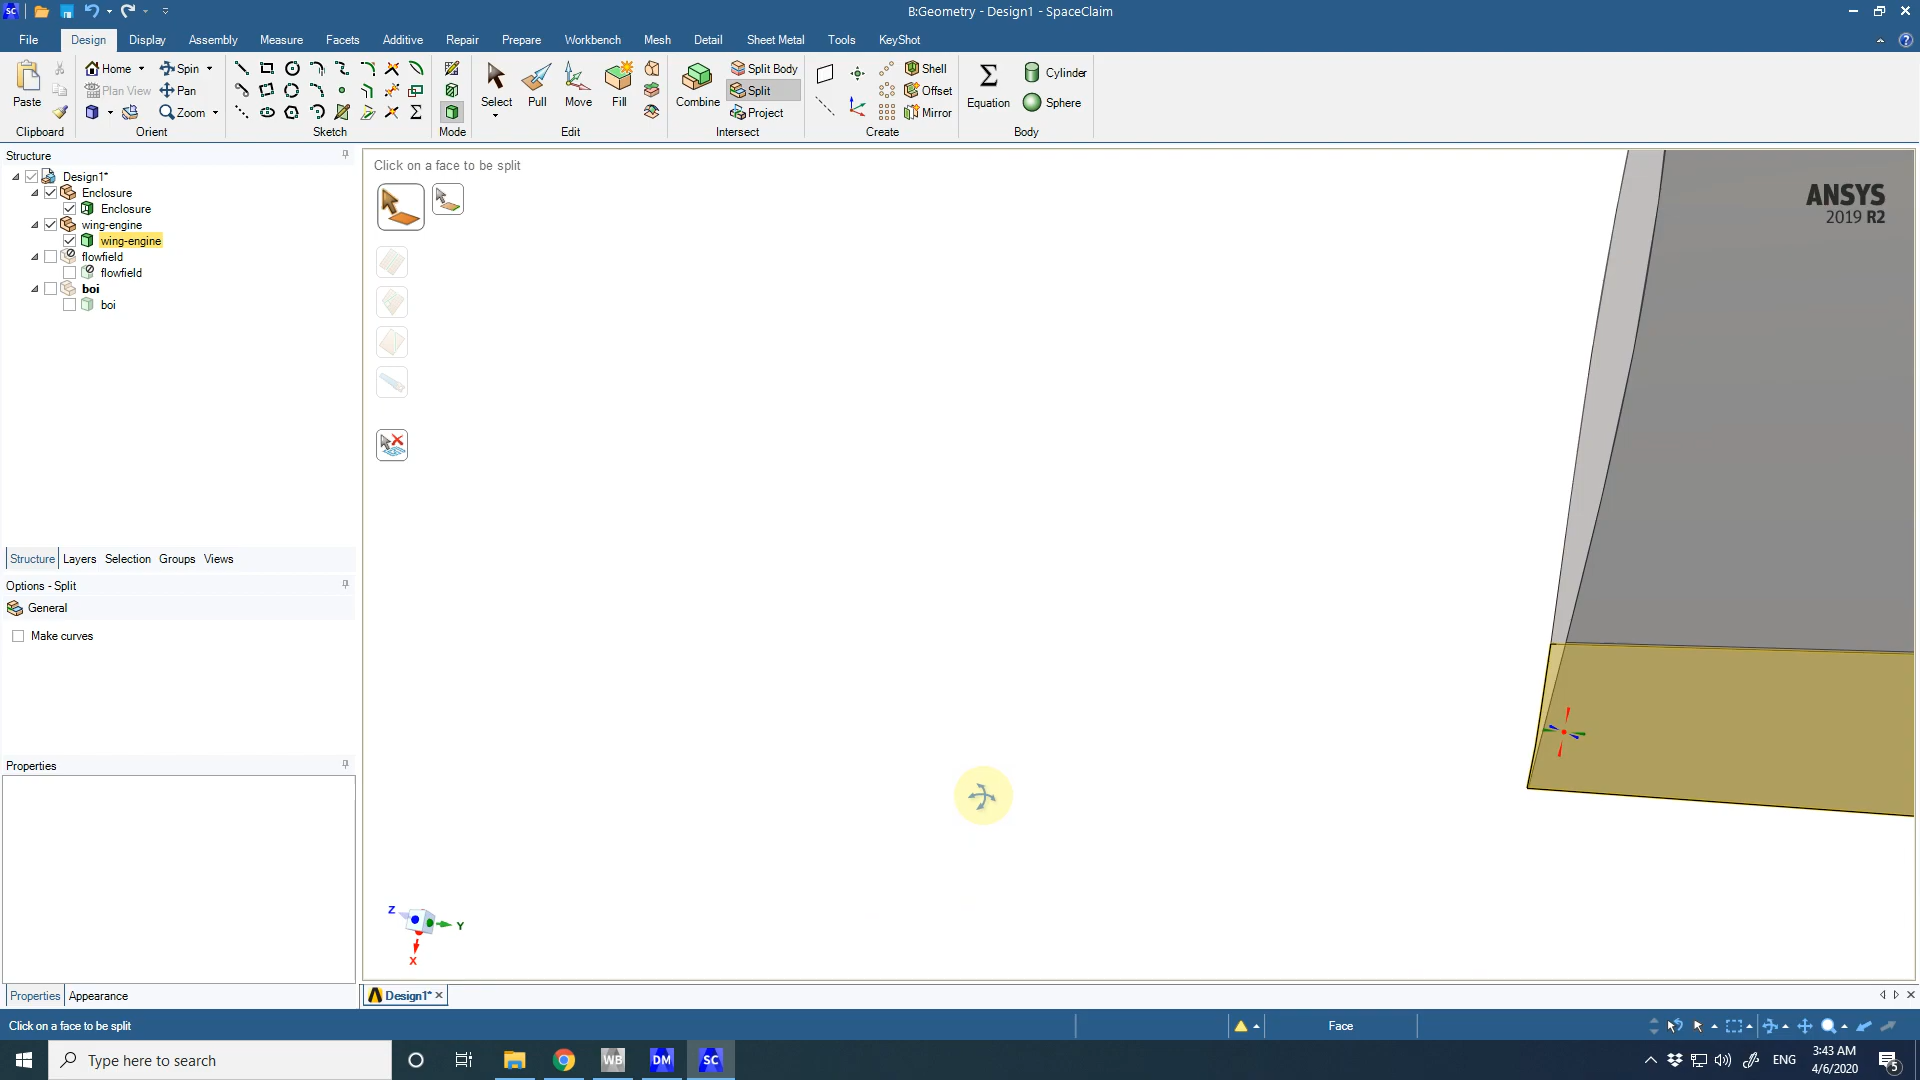 B:Geometry - Design1 - SpaceClaim
File Design Display Assembly Measure Facets Additive Repair Prepare Workbench Mesh Detail Sheet Metal Tools KeyShot
Paste
Home
Plan View
Spin
Pan
Zoom
Select
Pull
Move
Fill
Combine
Split Body
Split
Project
Shell
Offset
Mirror
Equation
Cylinder
Sphere
Clipboard Orient Sketch Mode Edit Intersect Create Body
Structure
Design1*
Enclosure
Enclosure
wing-engine
wing-engine
flowfield
flowfield
boi
boi
Structure Layers Selection Groups Views
Options - Split
General
Make curves
Properties
Properties Appearance
Click on a face to be split
ANSYS
2019 R2
Z
Y
X
Design1*
Click on a face to be split
Face
Type here to search
WB
DM
SC
ENG
3:43 AM
4/6/2020
5